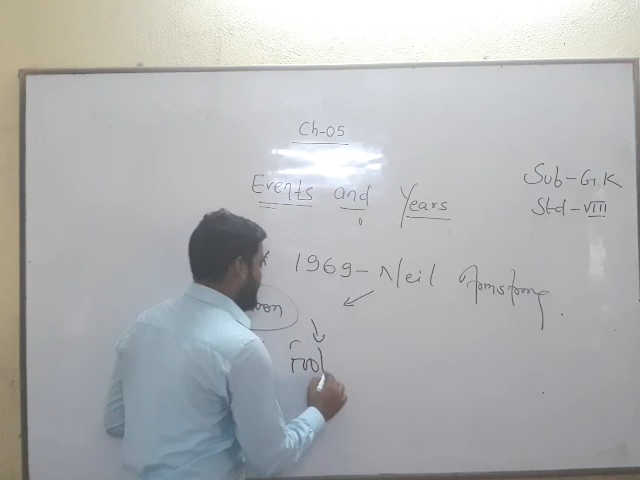 Ch-05
Events and Years
Sub-G.K
Std-VIII
* 1969-Neil Armstrong